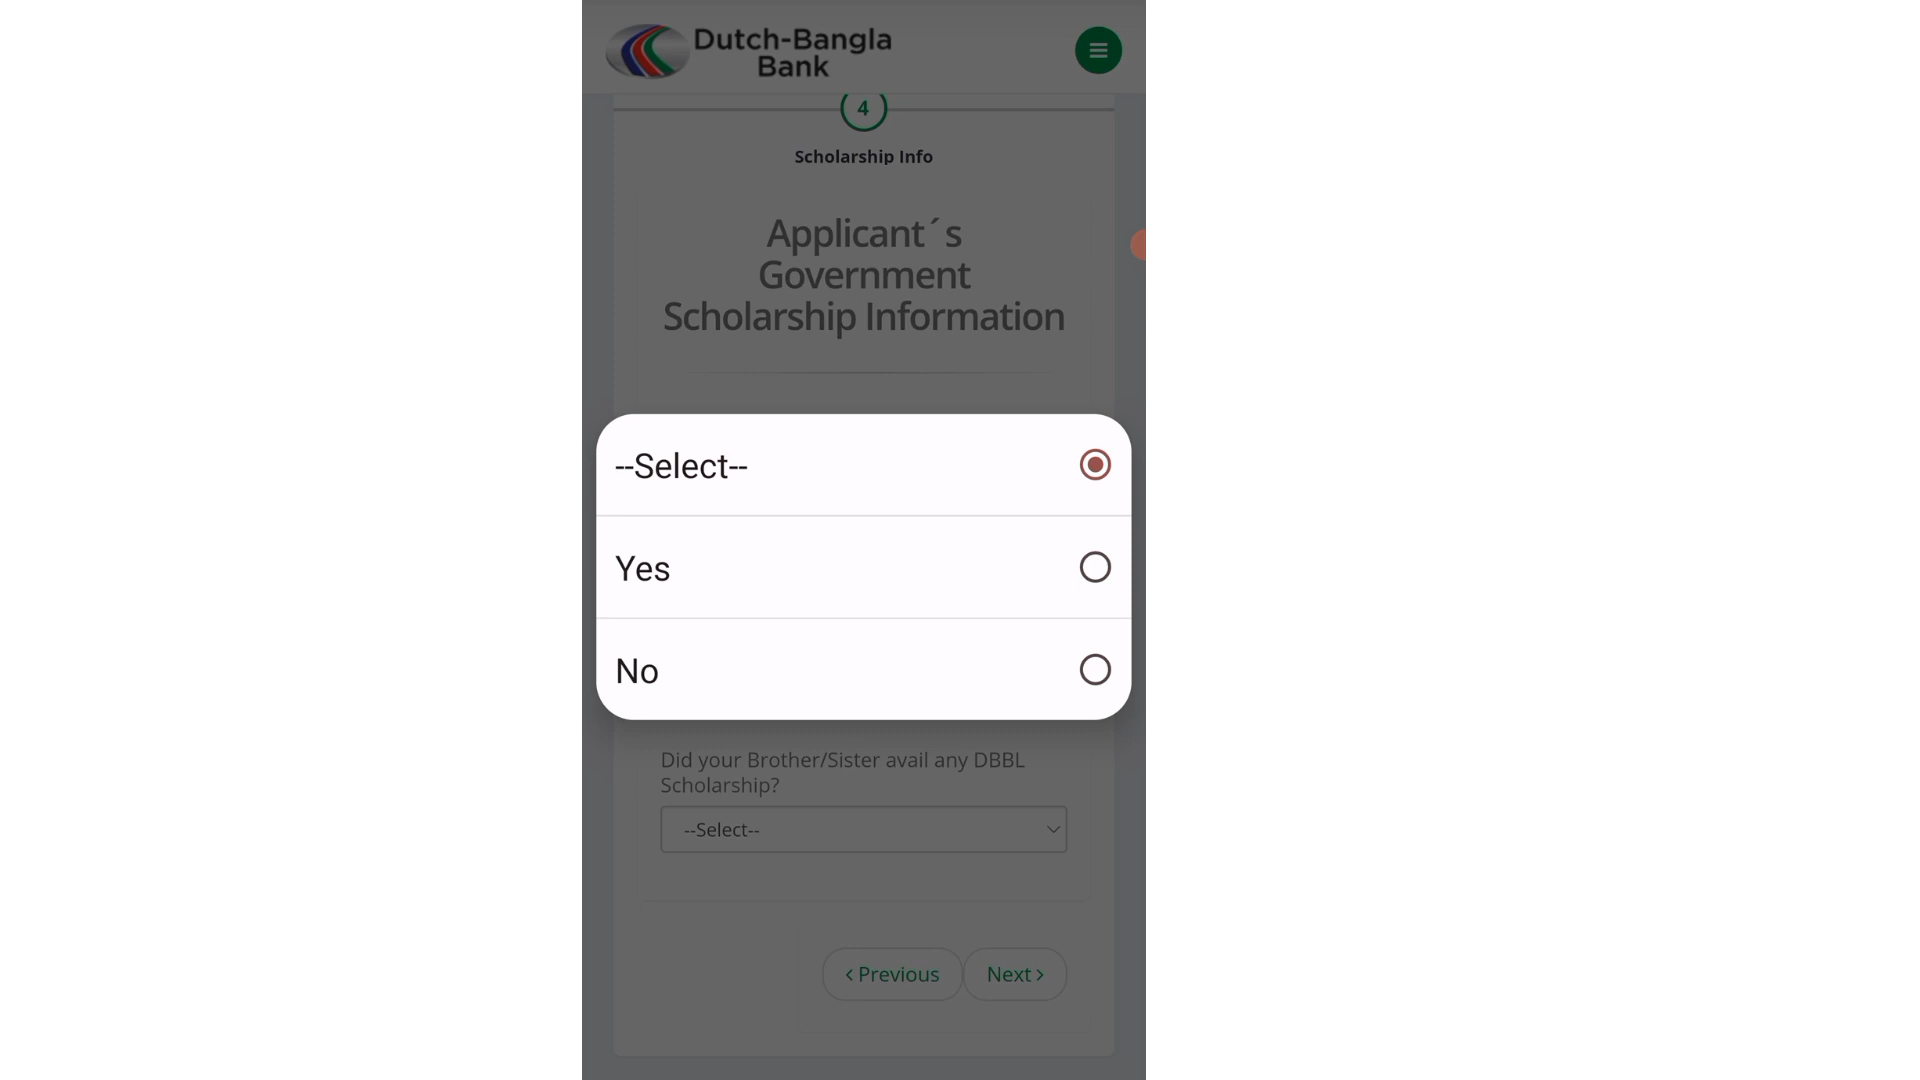 Dutch-Bangla
Bank
4
Scholarship Info
Applicant´s
Government
Scholarship Information
--Select--
Yes
No
Did your Brother/Sister avail any DBBL
Scholarship?
--Select--
Previous
Next